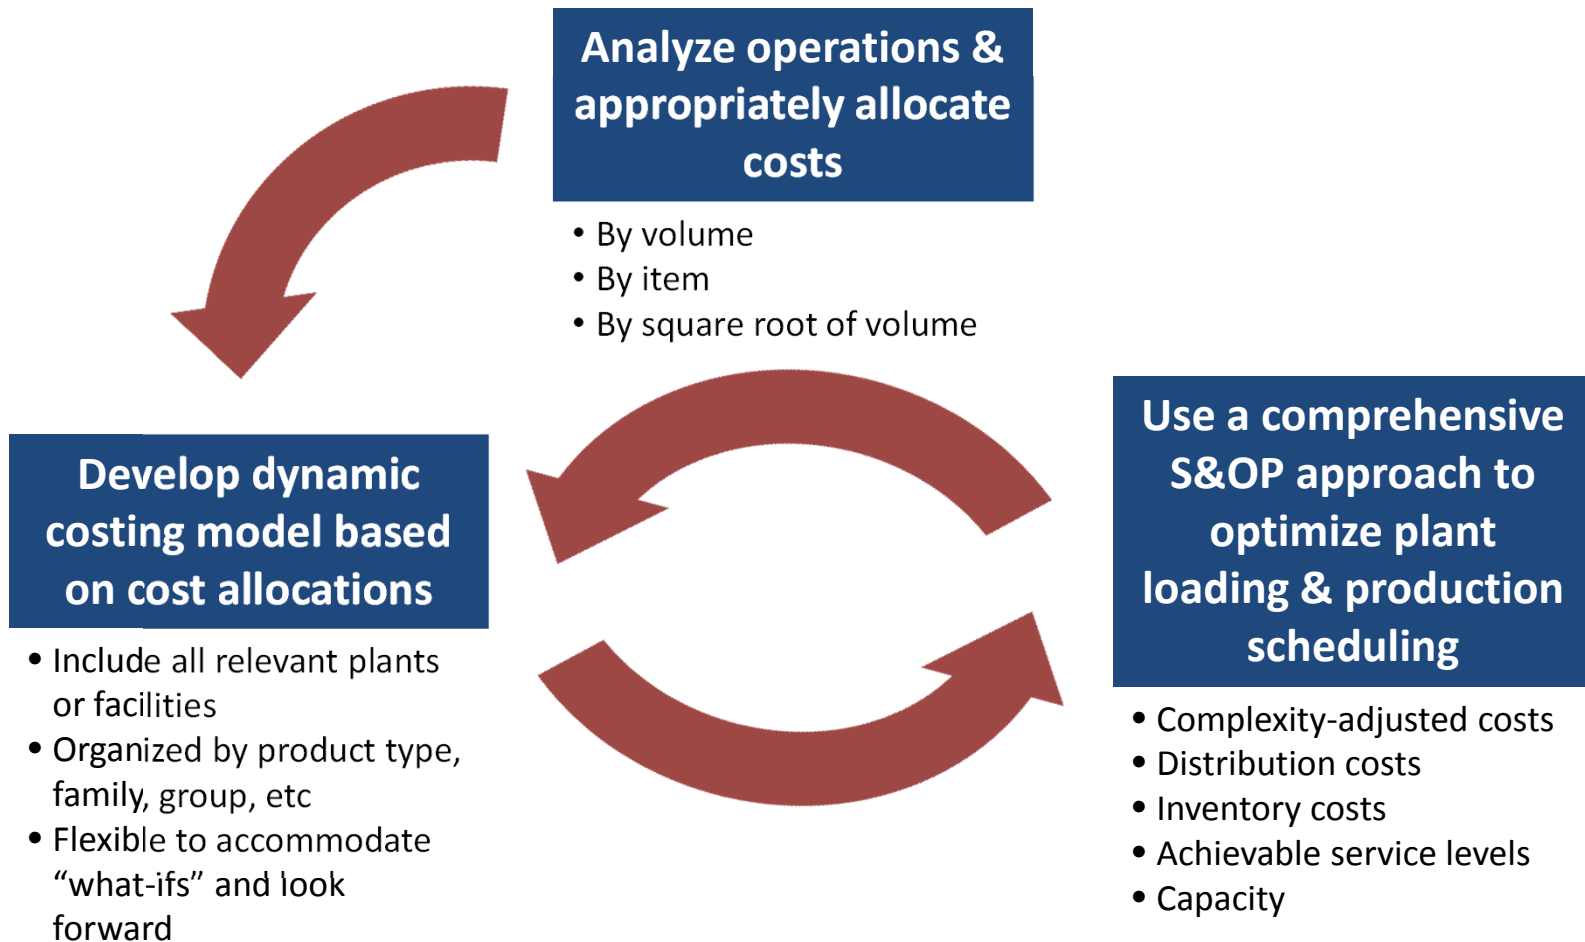 Analyze operations &
appropriately allocate
costs
• By volume
• By item
• By square root of volume
Develop dynamic
costing model based
on cost allocations
• Include all relevant plants
or facilities
• Organized by product type,
family, group, etc
• Flexible to accommodate
“what-ifs” and look
forward
Use a comprehensive
S&OP approach to
optimize plant
loading & production
scheduling
• Complexity-adjusted costs
• Distribution costs
• Inventory costs
• Achievable service levels
• Capacity